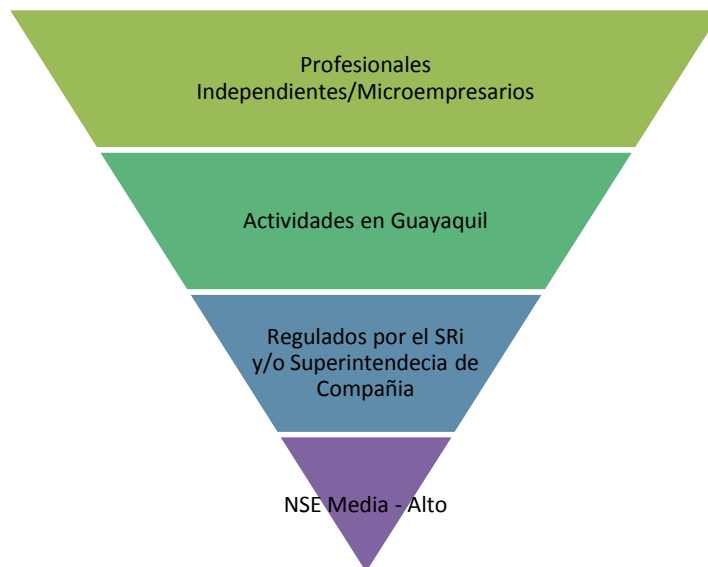 Profesionales
Independientes/Microempresarios
Actividades en Guayaquil
Regulados por el SRi
y/o Superintendecia de
Compañia
NSE Media - Alto